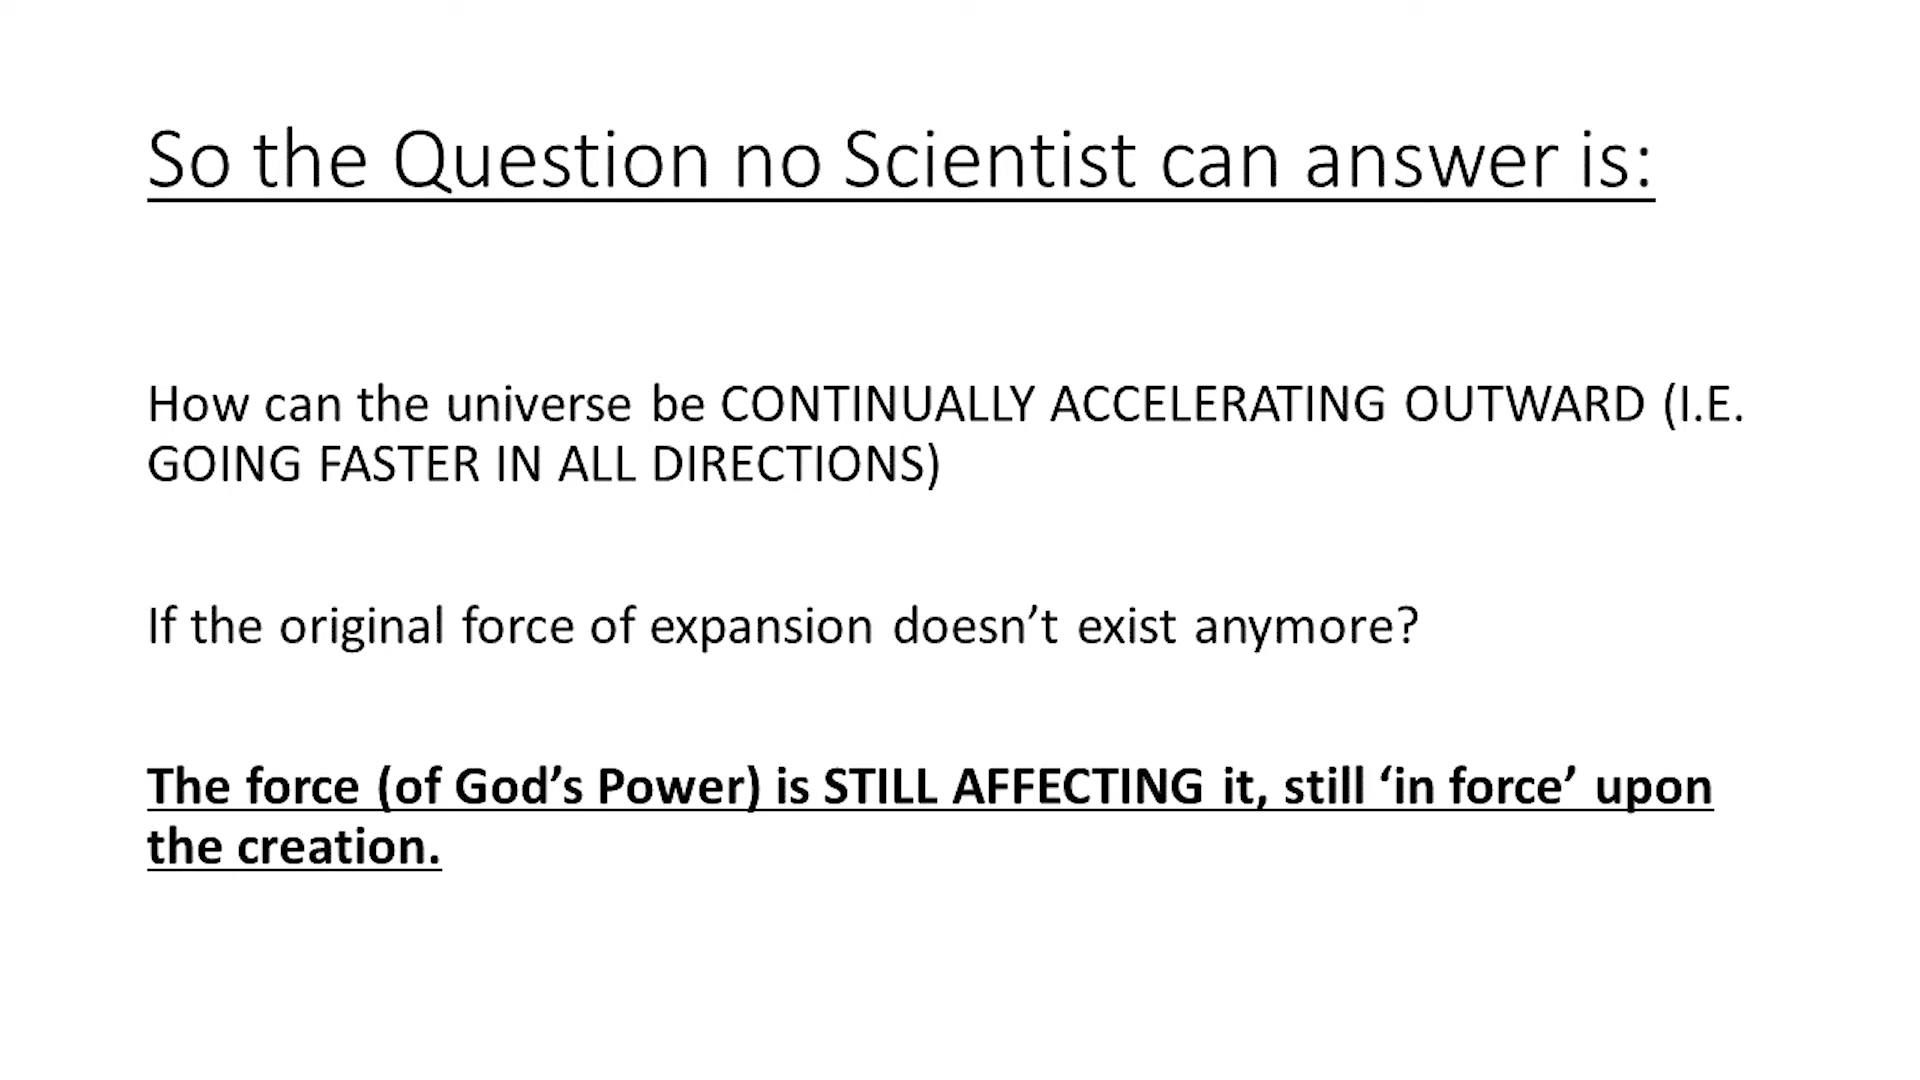 So the Question no Scientist can answer is:
How can the universe be CONTINUALLY ACCELERATING OUTWARD (I.E.
GOING FASTER IN ALL DIRECTIONS)
If the original force of expansion doesn’t exist anymore?
The force (of God’s Power) is STILL AFFECTING it, still ‘in force’ upon
the creation.